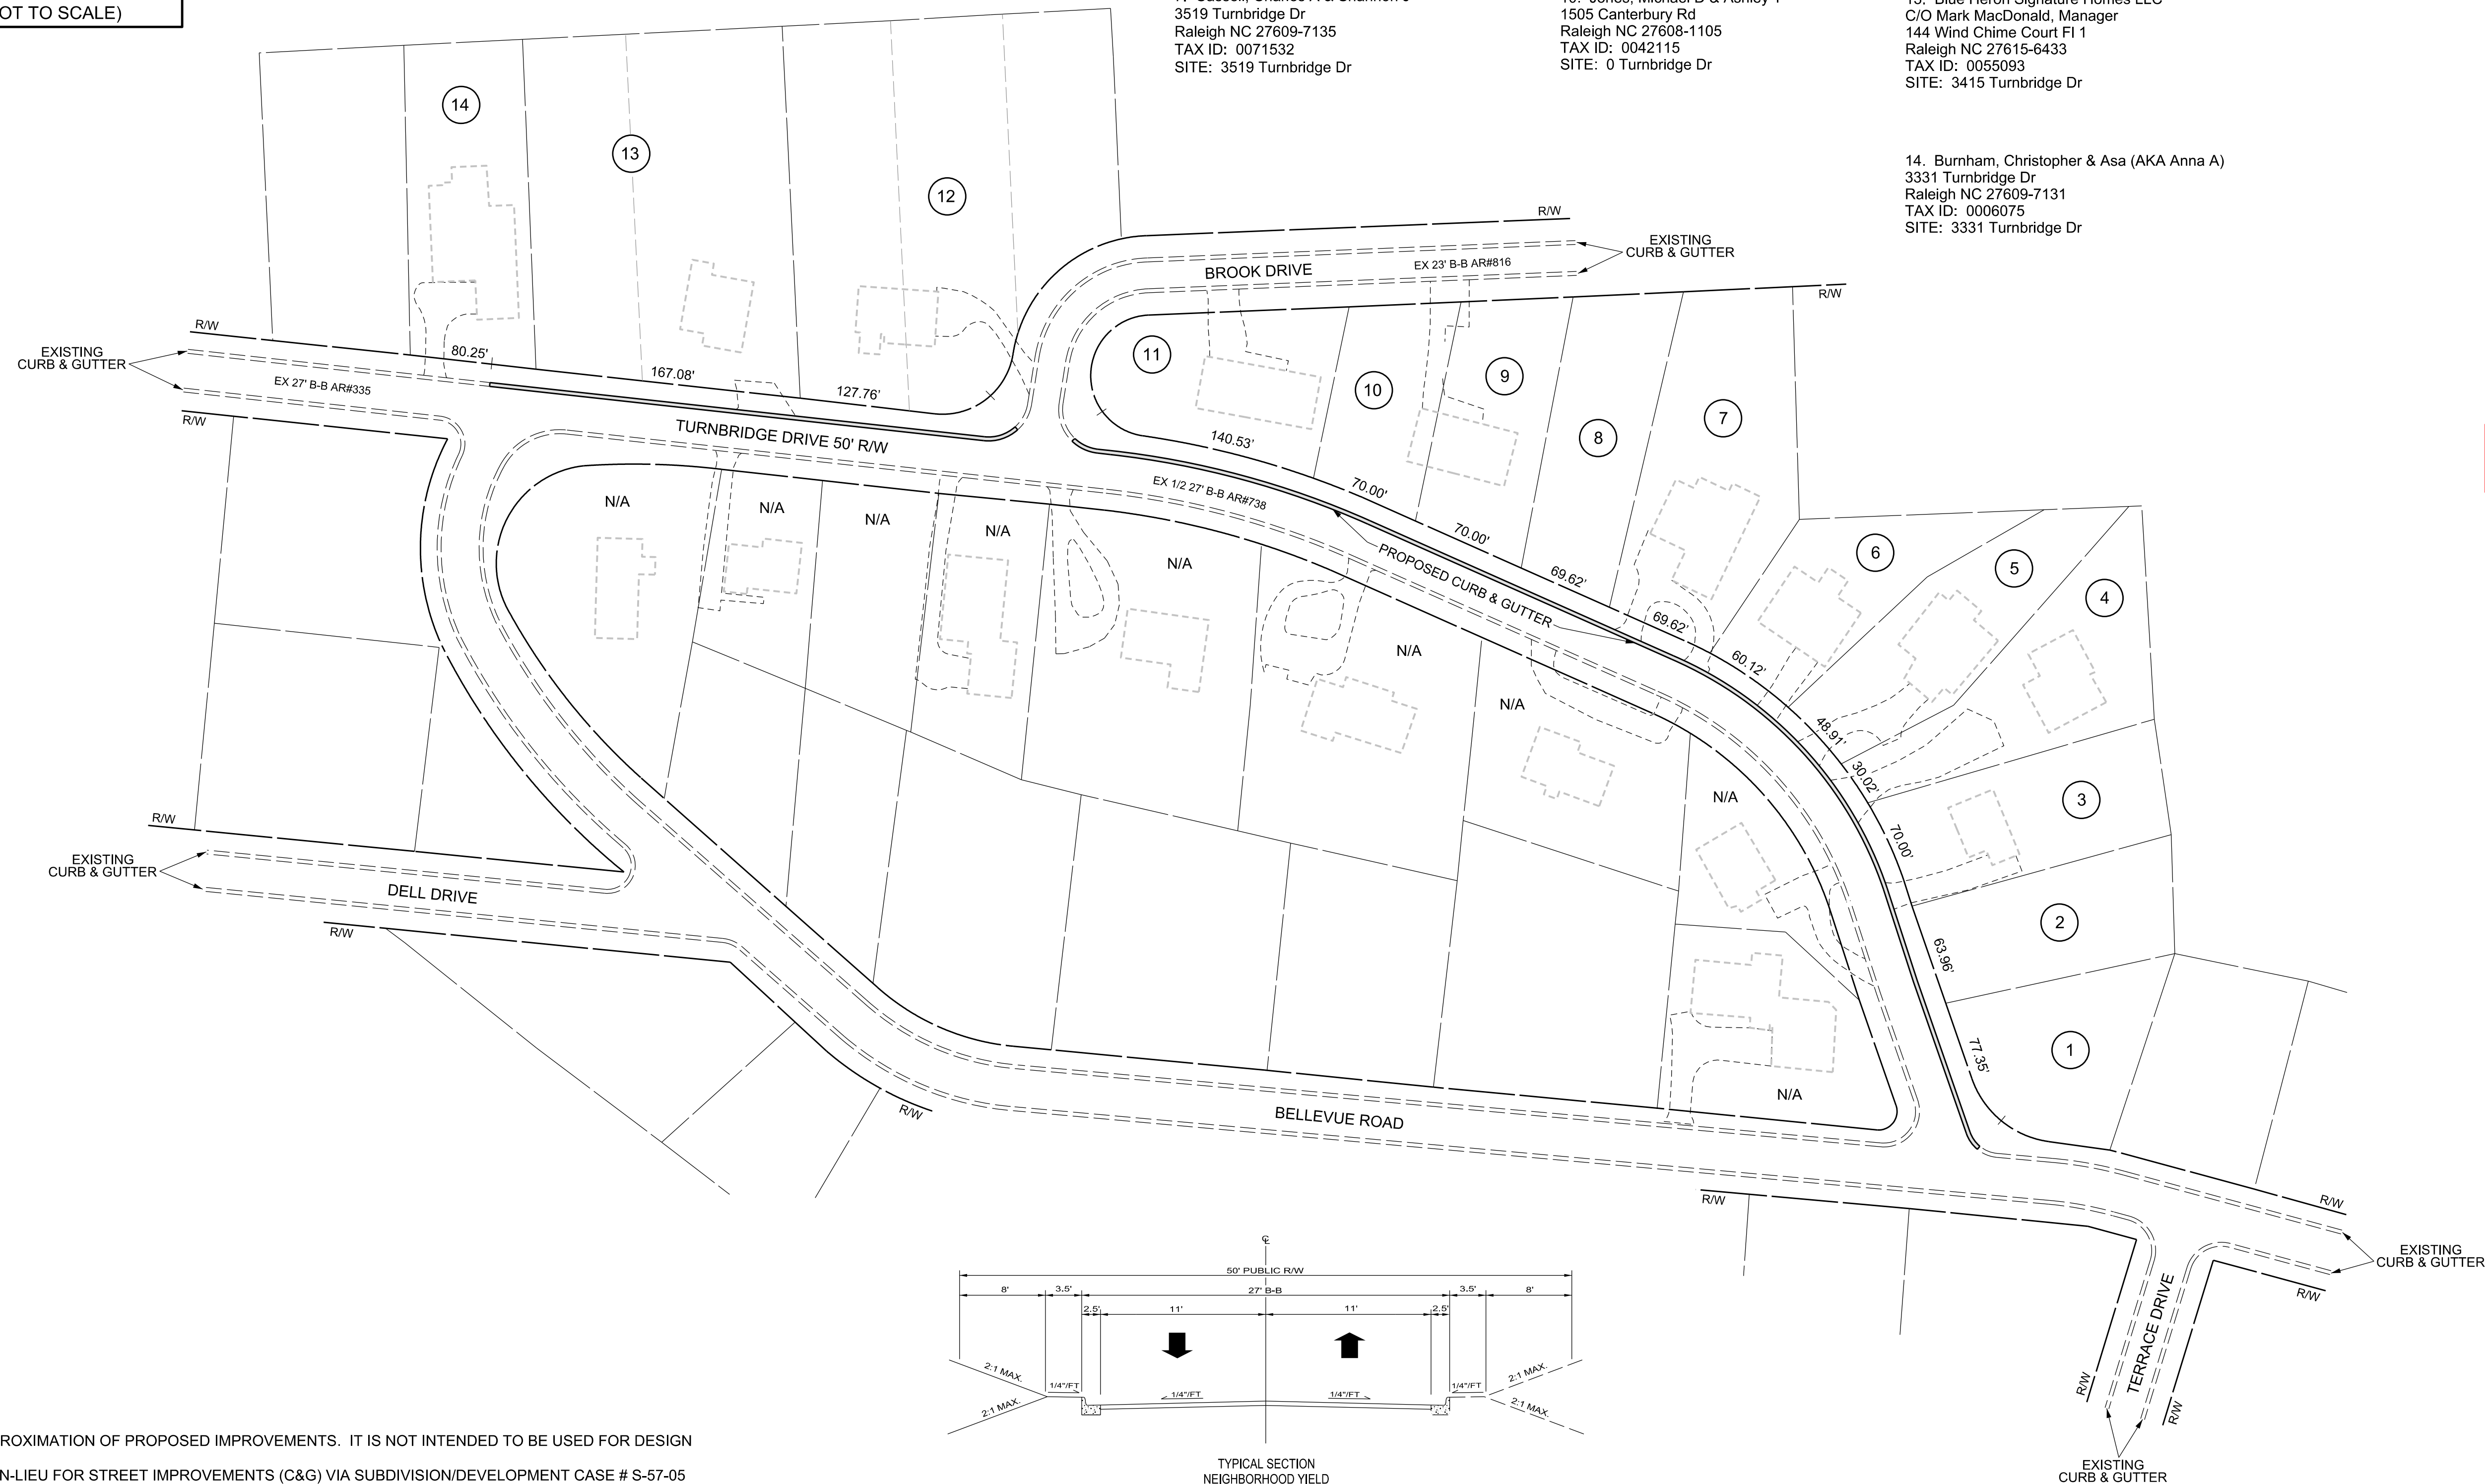 OT TO SCALE)
3519 Turnbridge Dr
Raleigh NC 27609-7135
TAX ID: 0071532
SITE: 3519 Turnbridge Dr
10. Jones, Michael D & Ashley
1505 Canterbury Rd
Raleigh NC 27608-1105
TAX ID: 0042115
SITE: 0 Turnbridge Dr
13. Blue Heron Signature Homes LLC
C/O Mark MacDonald, Manager
144 Wind Chime Court Fl 1
Raleigh NC 27615-6433
TAX ID: 0055093
SITE: 3415 Turnbridge Dr
14. Burnham, Christopher & Asa (AKA Anna A)
3331 Turnbridge Dr
Raleigh NC 27609-7131
TAX ID: 0006075
SITE: 3331 Turnbridge Dr
14
13
12
R/W
EXISTING
CURB & GUTTER
BROOK DRIVE
EX 23' B-B AR#816
R/W
R/W
EXISTING
CURB & GUTTER
80.25'
167.08'
127.76'
EX 27' B-B AR#335
R/W
TURNBRIDGE DRIVE 50' R/W
11
10
9
8
7
140.53'
70.00'
70.00'
69.62'
69.62'
60.12'
48.91'
30.02'
70.00'
63.96'
77.35'
EX 1/2 27' B-B AR#738
PROPOSED CURB & GUTTER
6
5
4
3
2
1
N/A
N/A
N/A
N/A
N/A
N/A
N/A
N/A
N/A
R/W
EXISTING
CURB & GUTTER
DELL DRIVE
R/W
R/W
BELLEVUE ROAD
R/W
R/W
EXISTING
CURB & GUTTER
R/W
TERRACE DRIVE
R/W
R/W
EXISTING
CURB & GUTTER
℄
50' PUBLIC R/W
8'
3.5'
27' B-B
3.5'
8'
2.5'
11'
11'
2.5'
2:1 MAX.
2:1 MAX.
1/4"/FT
1/4"/FT
1/4"/FT
1/4"/FT
2:1 MAX.
2:1 MAX.
TYPICAL SECTION
NEIGHBORHOOD YIELD
ROXIMATION OF PROPOSED IMPROVEMENTS. IT IS NOT INTENDED TO BE USED FOR DESIGN
N-LIEU FOR STREET IMPROVEMENTS (C&G) VIA SUBDIVISION/DEVELOPMENT CASE # S-57-05